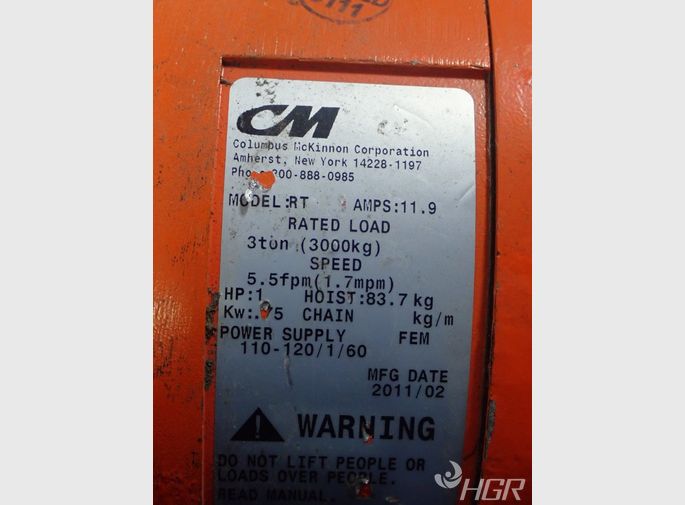 CM
Columbus McKinnon Corporation
Amherst, New York 14228-1197
800-888-0985
MODEL:RT AMPS:11.9
RATED LOAD
3ton (3000kg)
SPEED
5.5fpm(1.7mpm)
HP:1 HOIST:83.7kg
Kw: CHAIN kg/m
POWER SUPPLY FEM
110-120/1/60
MFG DATE
2011/02
WARNING
DO NOT LIFT PEOPLE OR
LOADS OVER PEOPLE.
READ MANUAL.
HGR